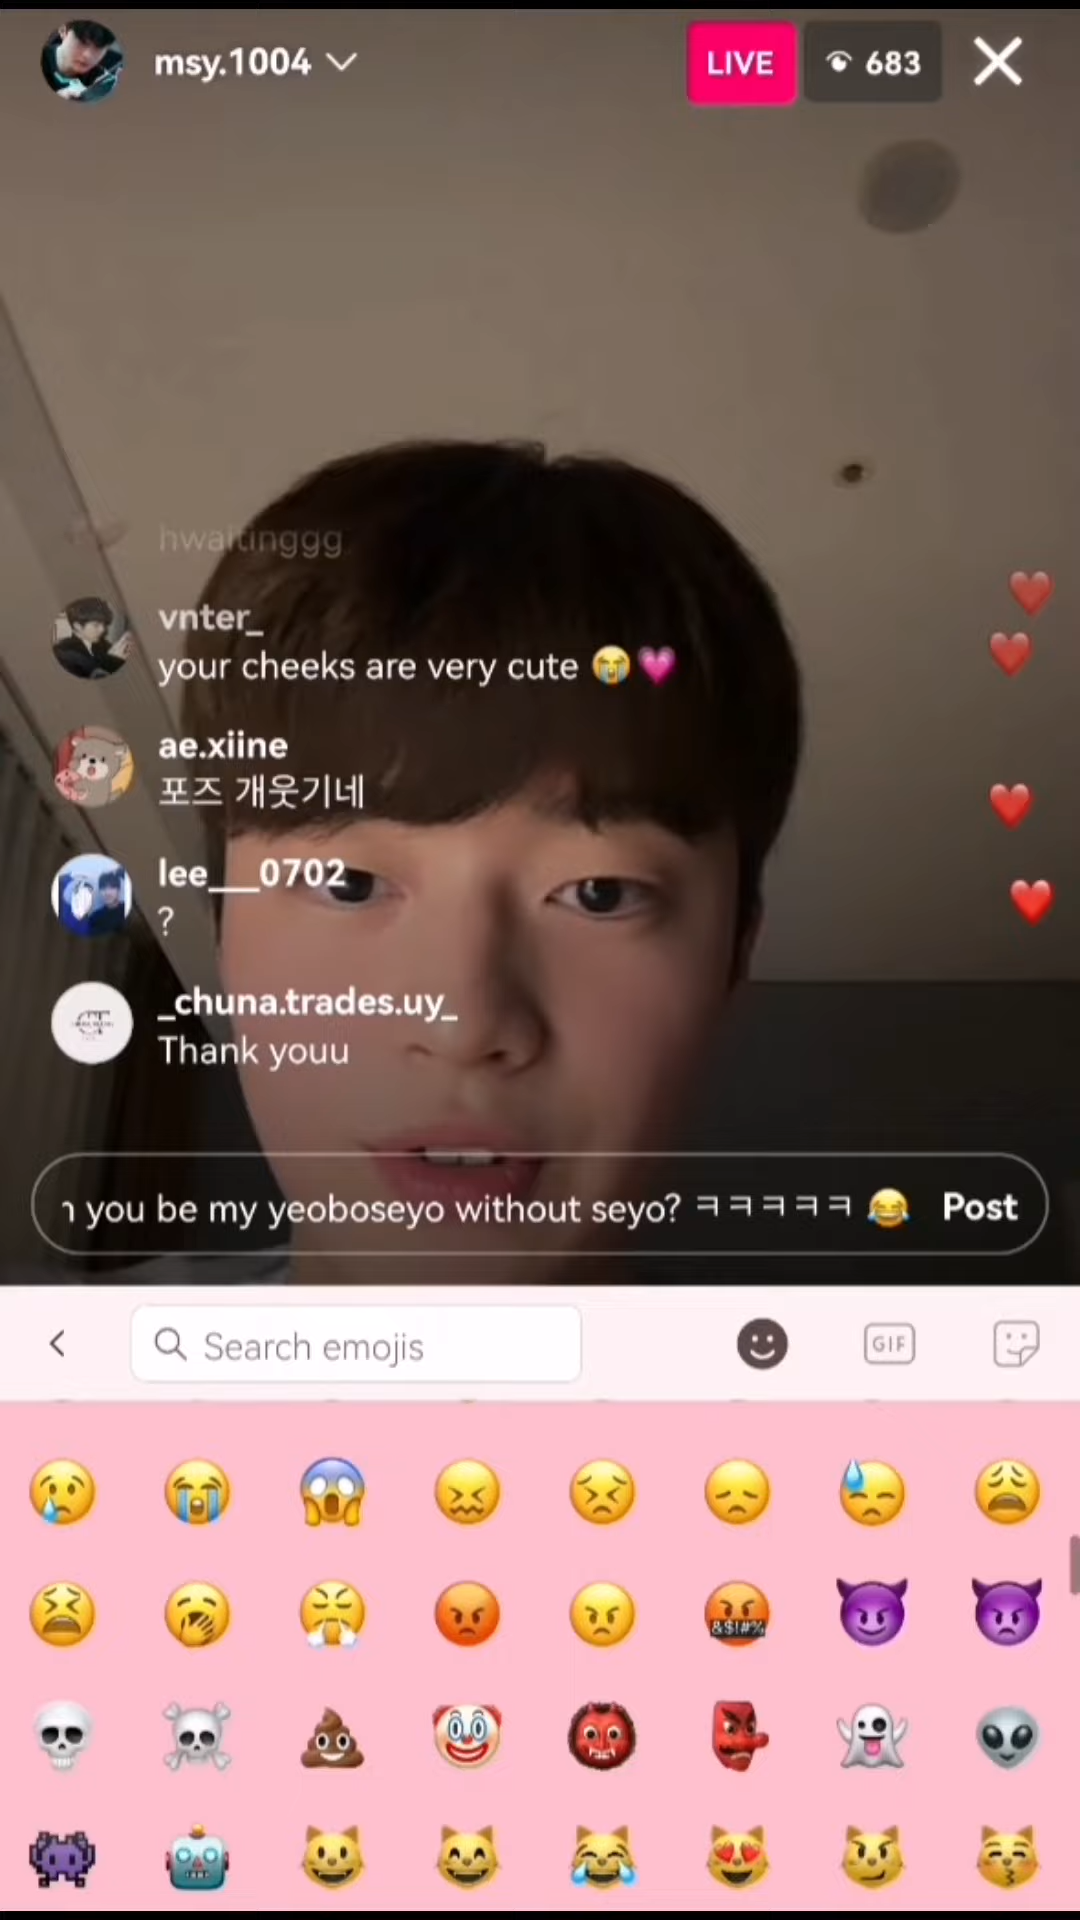 msy.1004
LIVE
683
hwaitinggg
vnter_
your cheeks are very cute 😭💗
ae.xiine
포즈 개웃기네
lee___0702
?
_chuna.trades.uy_
Thank youu
you be my yeoboseyo without seyo? ㅋㅋㅋㅋㅋ 😂
Post
Search emojis
GIF
&$!#%